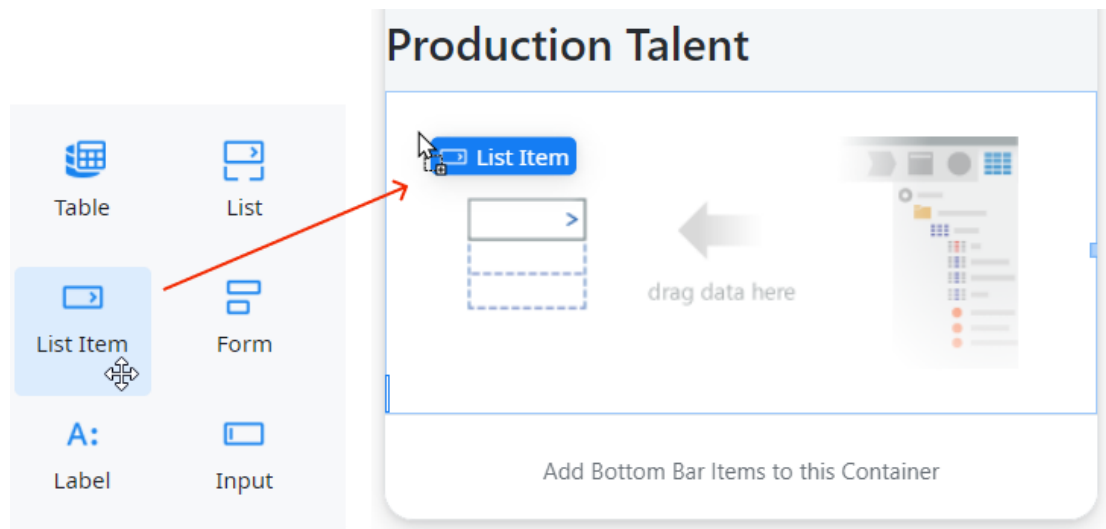 Production Talent
Table
List
List Item
Form
Label
Input
A:
List Item
drag data here
Add Bottom Bar Items to this Container